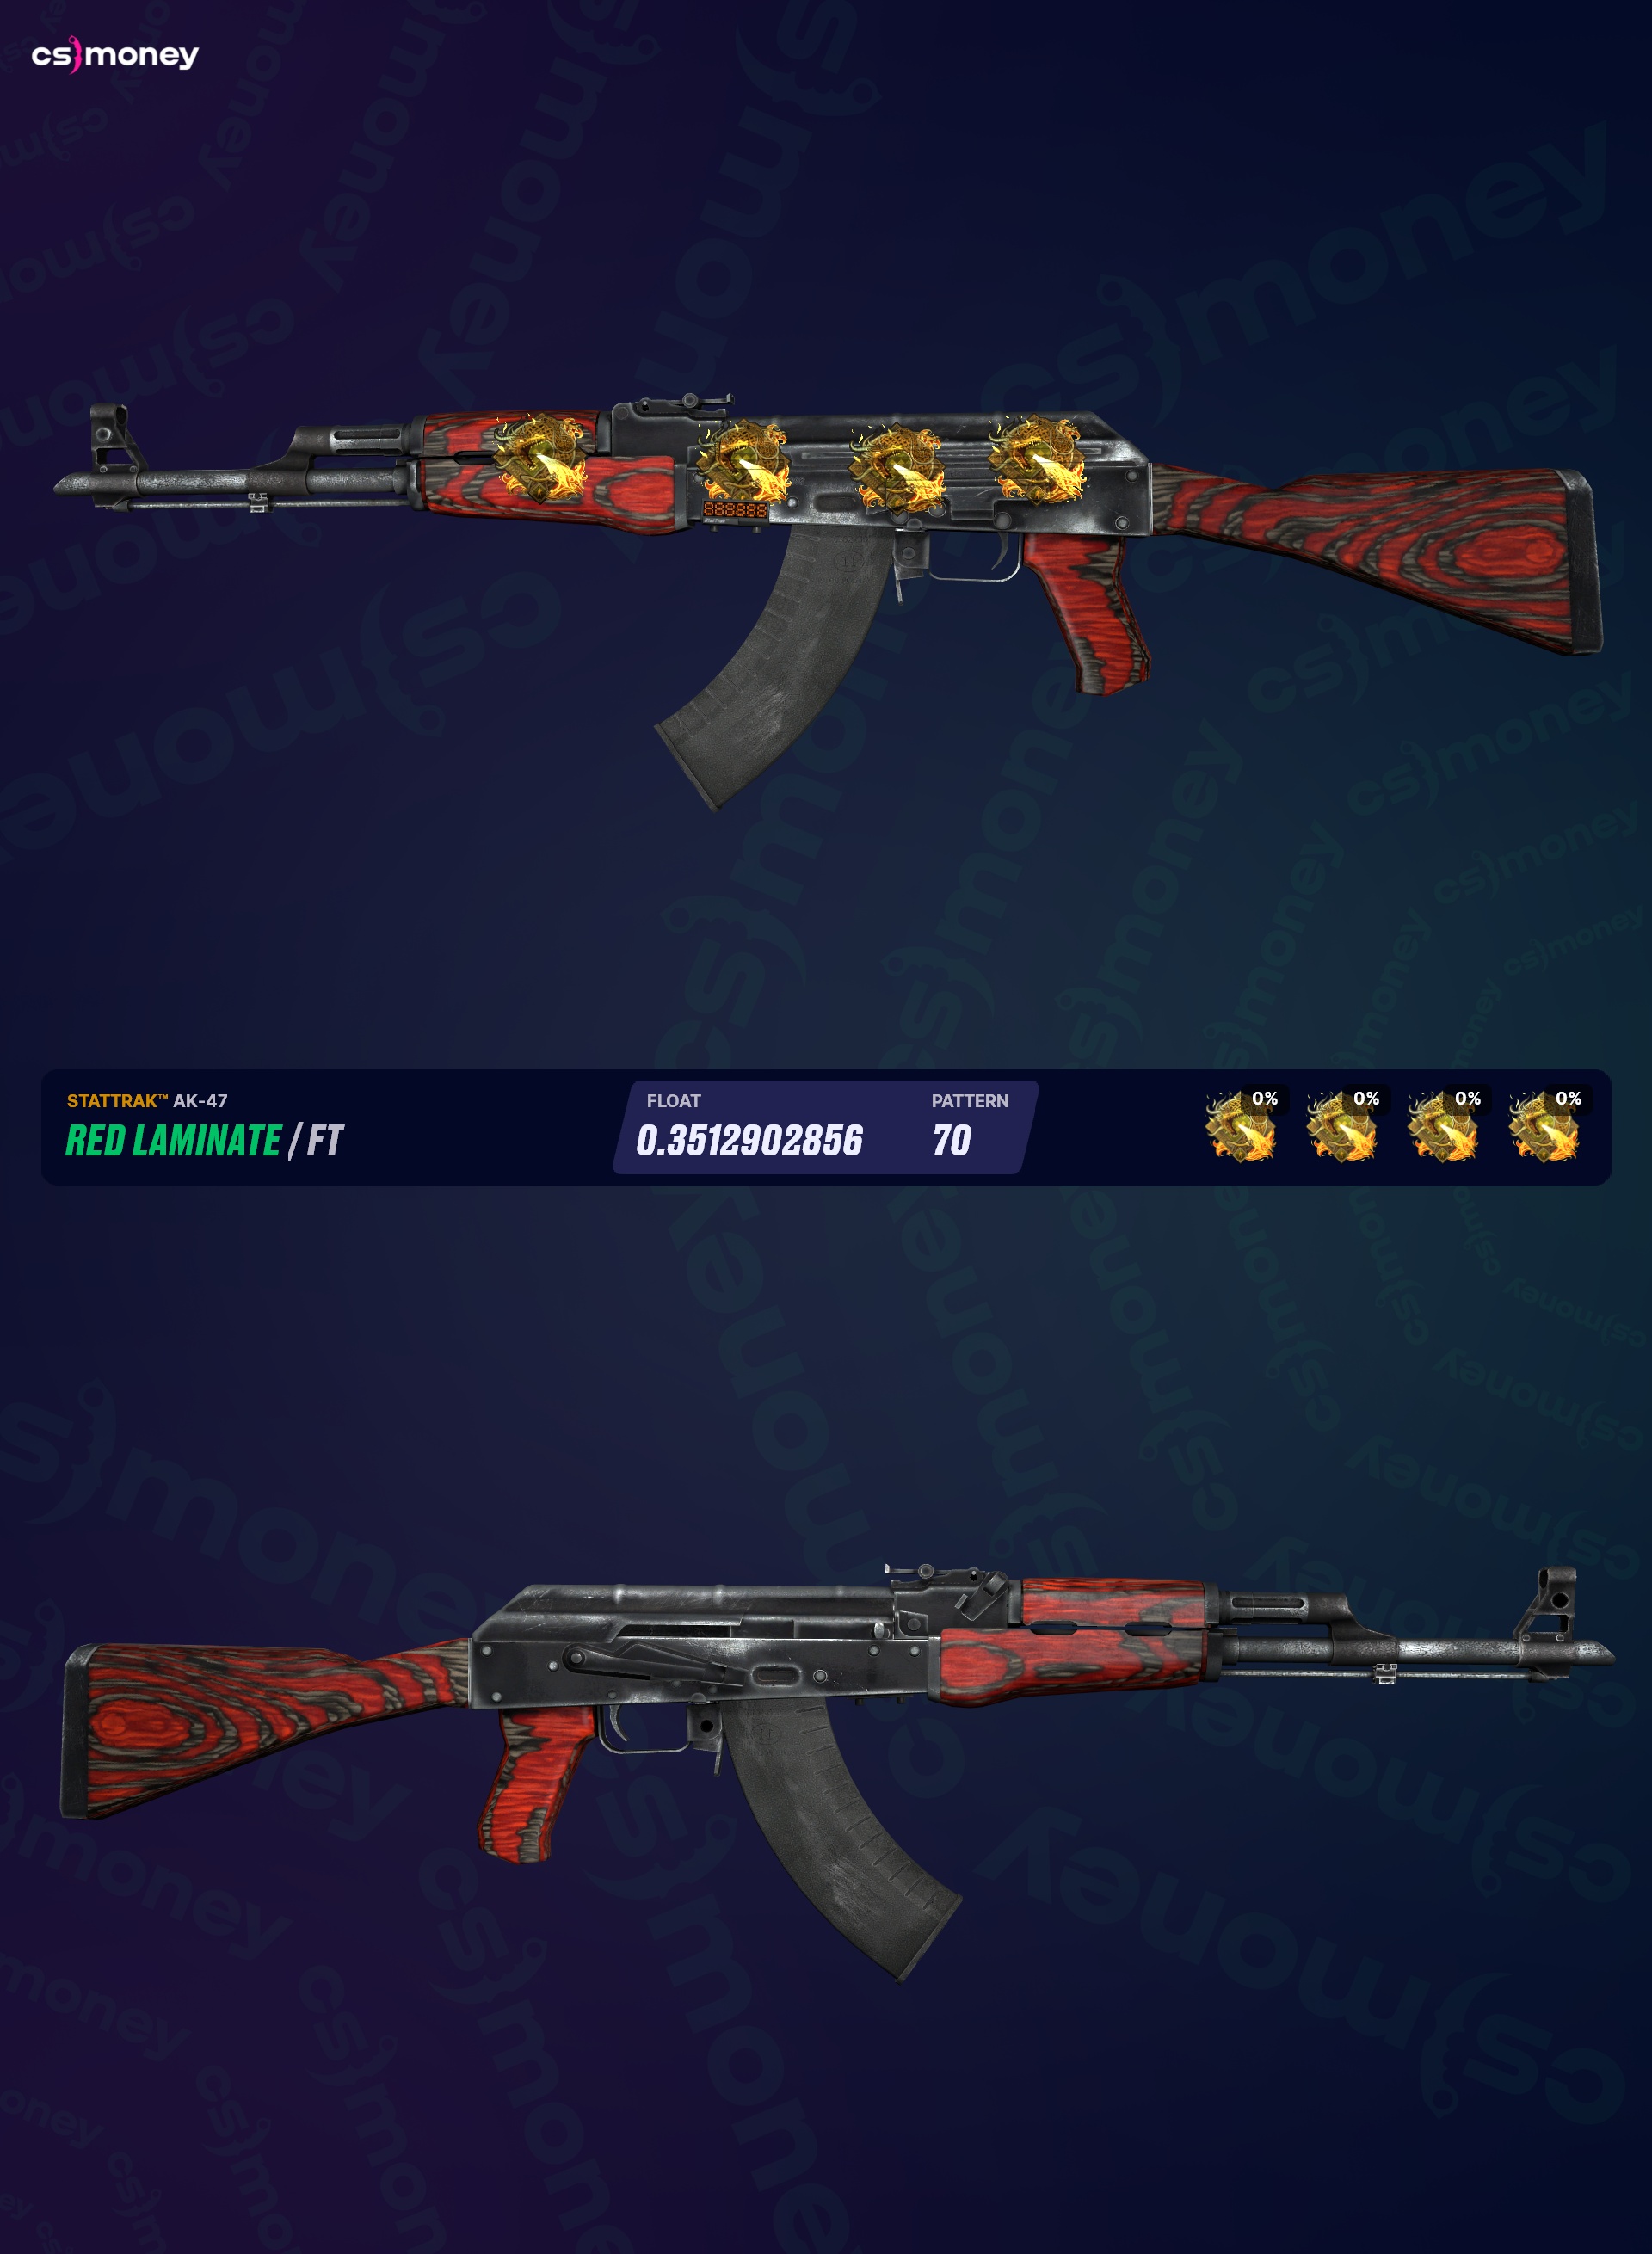 cs}money
STATTRAK™ AK-47
RED LAMINATE / FT
FLOAT
0.3512902856
PATTERN
70
0%
0%
0%
0%